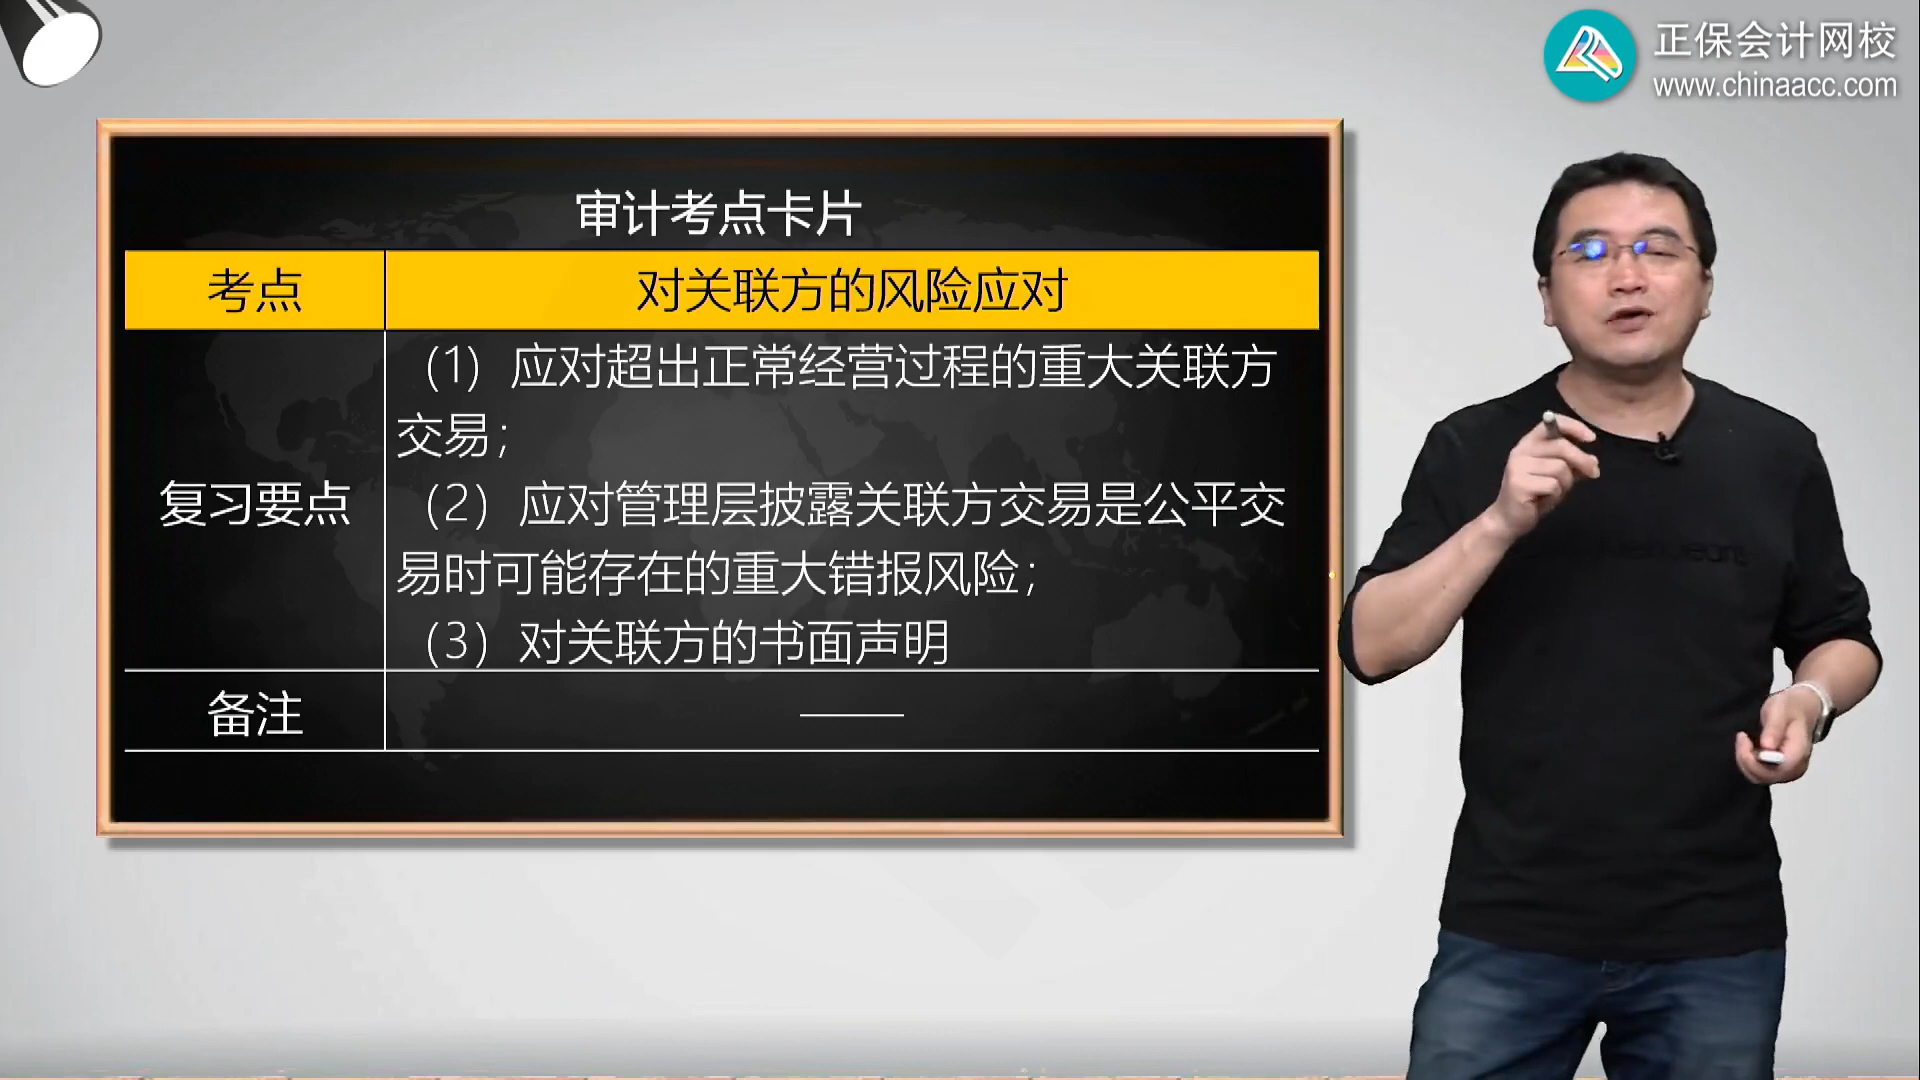 正保会计网校
www.chinaacc.com
审计考点卡片
考点
对关联方的风险应对
复习要点
（1）应对超出正常经营过程的重大关联方
交易；
（2）应对管理层披露关联方交易是公平交
易时可能存在的重大错报风险；
（3）对关联方的书面声明
备注
——